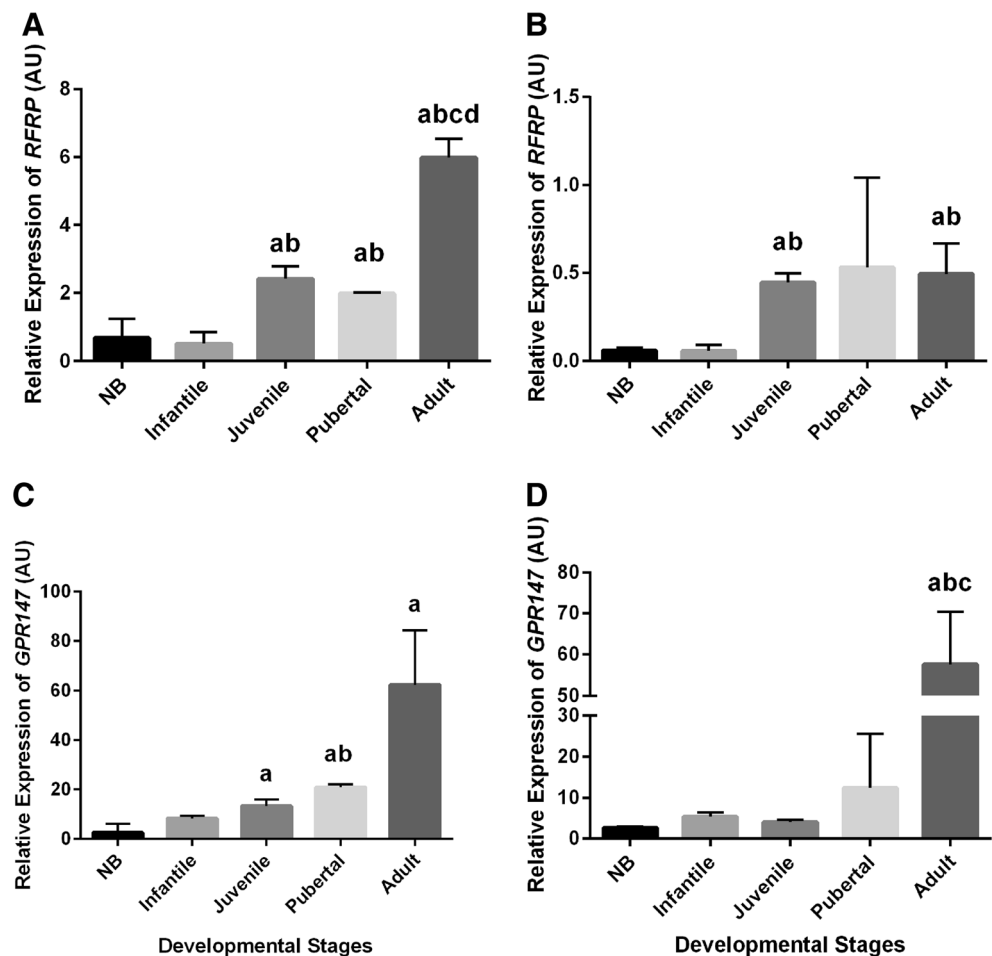 A
Relative Expression of RFRP (AU)
8
6
4
2
0
ab
ab
abcd
NB
Infantile
Juvenile
Pubertal
Adult
B
Relative Expression of RFRP (AU)
1.5
1.0
0.5
0.0
ab
ab
NB
Infantile
Juvenile
Pubertal
Adult
C
Relative Expression of GPR147 (AU)
100
80
60
40
20
0
a
ab
a
NB
Infantile
Juvenile
Pubertal
Adult
Developmental Stages
D
Relative Expression of GPR147 (AU)
80
70
60
50
30
20
10
0
abc
NB
Infantile
Juvenile
Pubertal
Adult
Developmental Stages